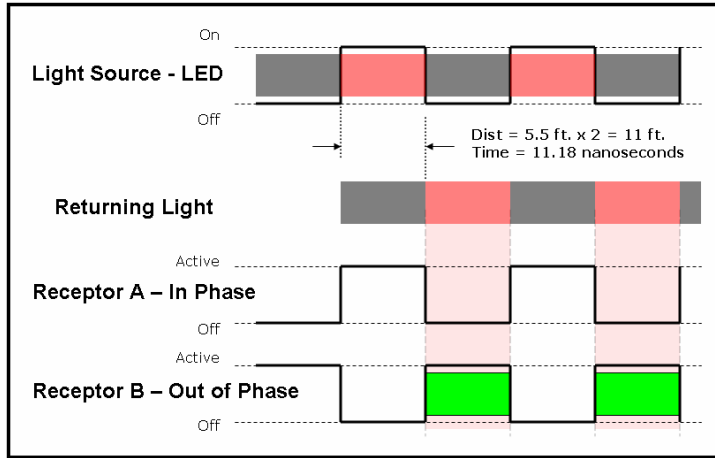 On
Light Source - LED
Off
Dist = 5.5 ft. x 2 = 11 ft.
Time = 11.18 nanoseconds
Returning Light
Active
Receptor A – In Phase
Off
Active
Receptor B – Out of Phase
Off